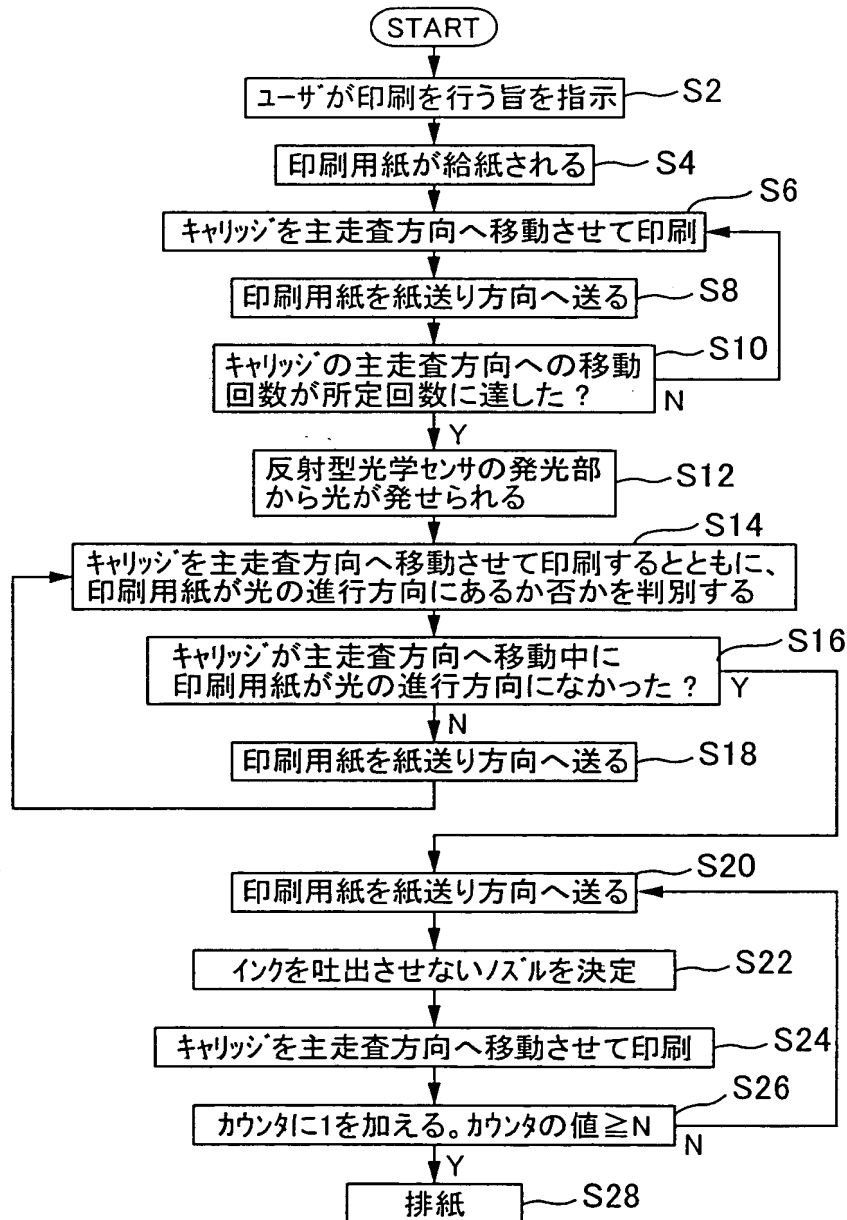 START
ユーザが印刷を行う旨を指示
S2
印刷用紙が給紙される
S4
S6
キャリッジを主走査方向へ移動させて印刷
印刷用紙を紙送り方向へ送る
S8
キャリッジの主走査方向への移動
回数が所定回数に達した?
S10
N
Y
反射型光学センサの発光部
から光が発せられる
S12
S14
キャリッジを主走査方向へ移動させて印刷するとともに、
印刷用紙が光の進行方向にあるか否かを判別する
キャリッジが主走査方向へ移動中に
印刷用紙が光の進行方向になかった?
S16
Y
N
印刷用紙を紙送り方向へ送る
S18
S20
印刷用紙を紙送り方向へ送る
インクを吐出させないノズルを決定
S22
キャリッジを主走査方向へ移動させて印刷
S24
S26
カウンタに1を加える。カウンタの値≧N
N
Y
排紙
S28